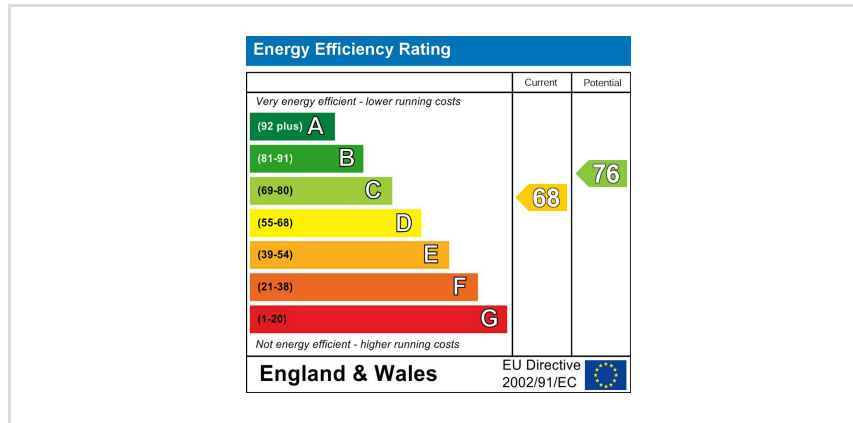 Energy Efficiency Rating
Current Potential
Very energy efficient - lower running costs
(92 plus) A
(81-91) B
(69-80) C
(55-68) D
(39-54) E
(21-38) F
(1-20) G
68
76
Not energy efficient - higher running costs
England & Wales
EU Directive
2002/91/EC